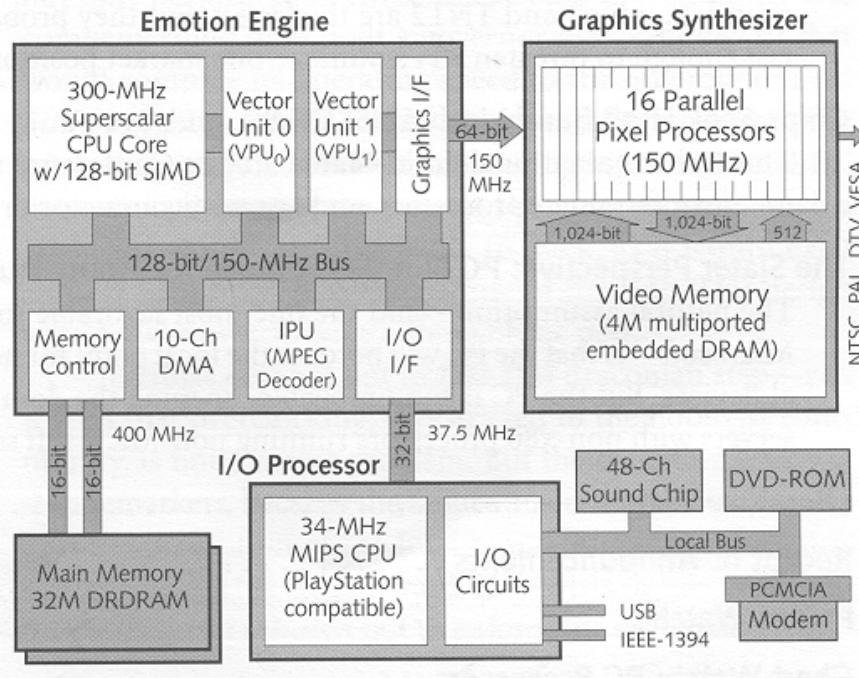 Emotion Engine
300-MHz
Superscalar
CPU Core
w/128-bit SIMD
Vector
Unit 0
(VPU0)
Vector
Unit 1
(VPU1)
Graphics I/F
128-bit/150-MHz Bus
Memory
Control
10-Ch
DMA
IPU
(MPEG
Decoder)
I/O
I/F
64-bit
150
MHz
Graphics Synthesizer
16 Parallel
Pixel Processors
(150 MHz)
1,024-bit
1,024-bit
512
Video Memory
(4M multiported
embedded DRAM)
NTSC, PAL, DTV, VESA
16-bit
16-bit
400 MHz
32-bit
37.5 MHz
Main Memory
32M DRDRAM
I/O Processor
34-MHz
MIPS CPU
(PlayStation
compatible)
I/O
Circuits
48-Ch
Sound Chip
DVD-ROM
Local Bus
PCMCIA
Modem
USB
IEEE-1394